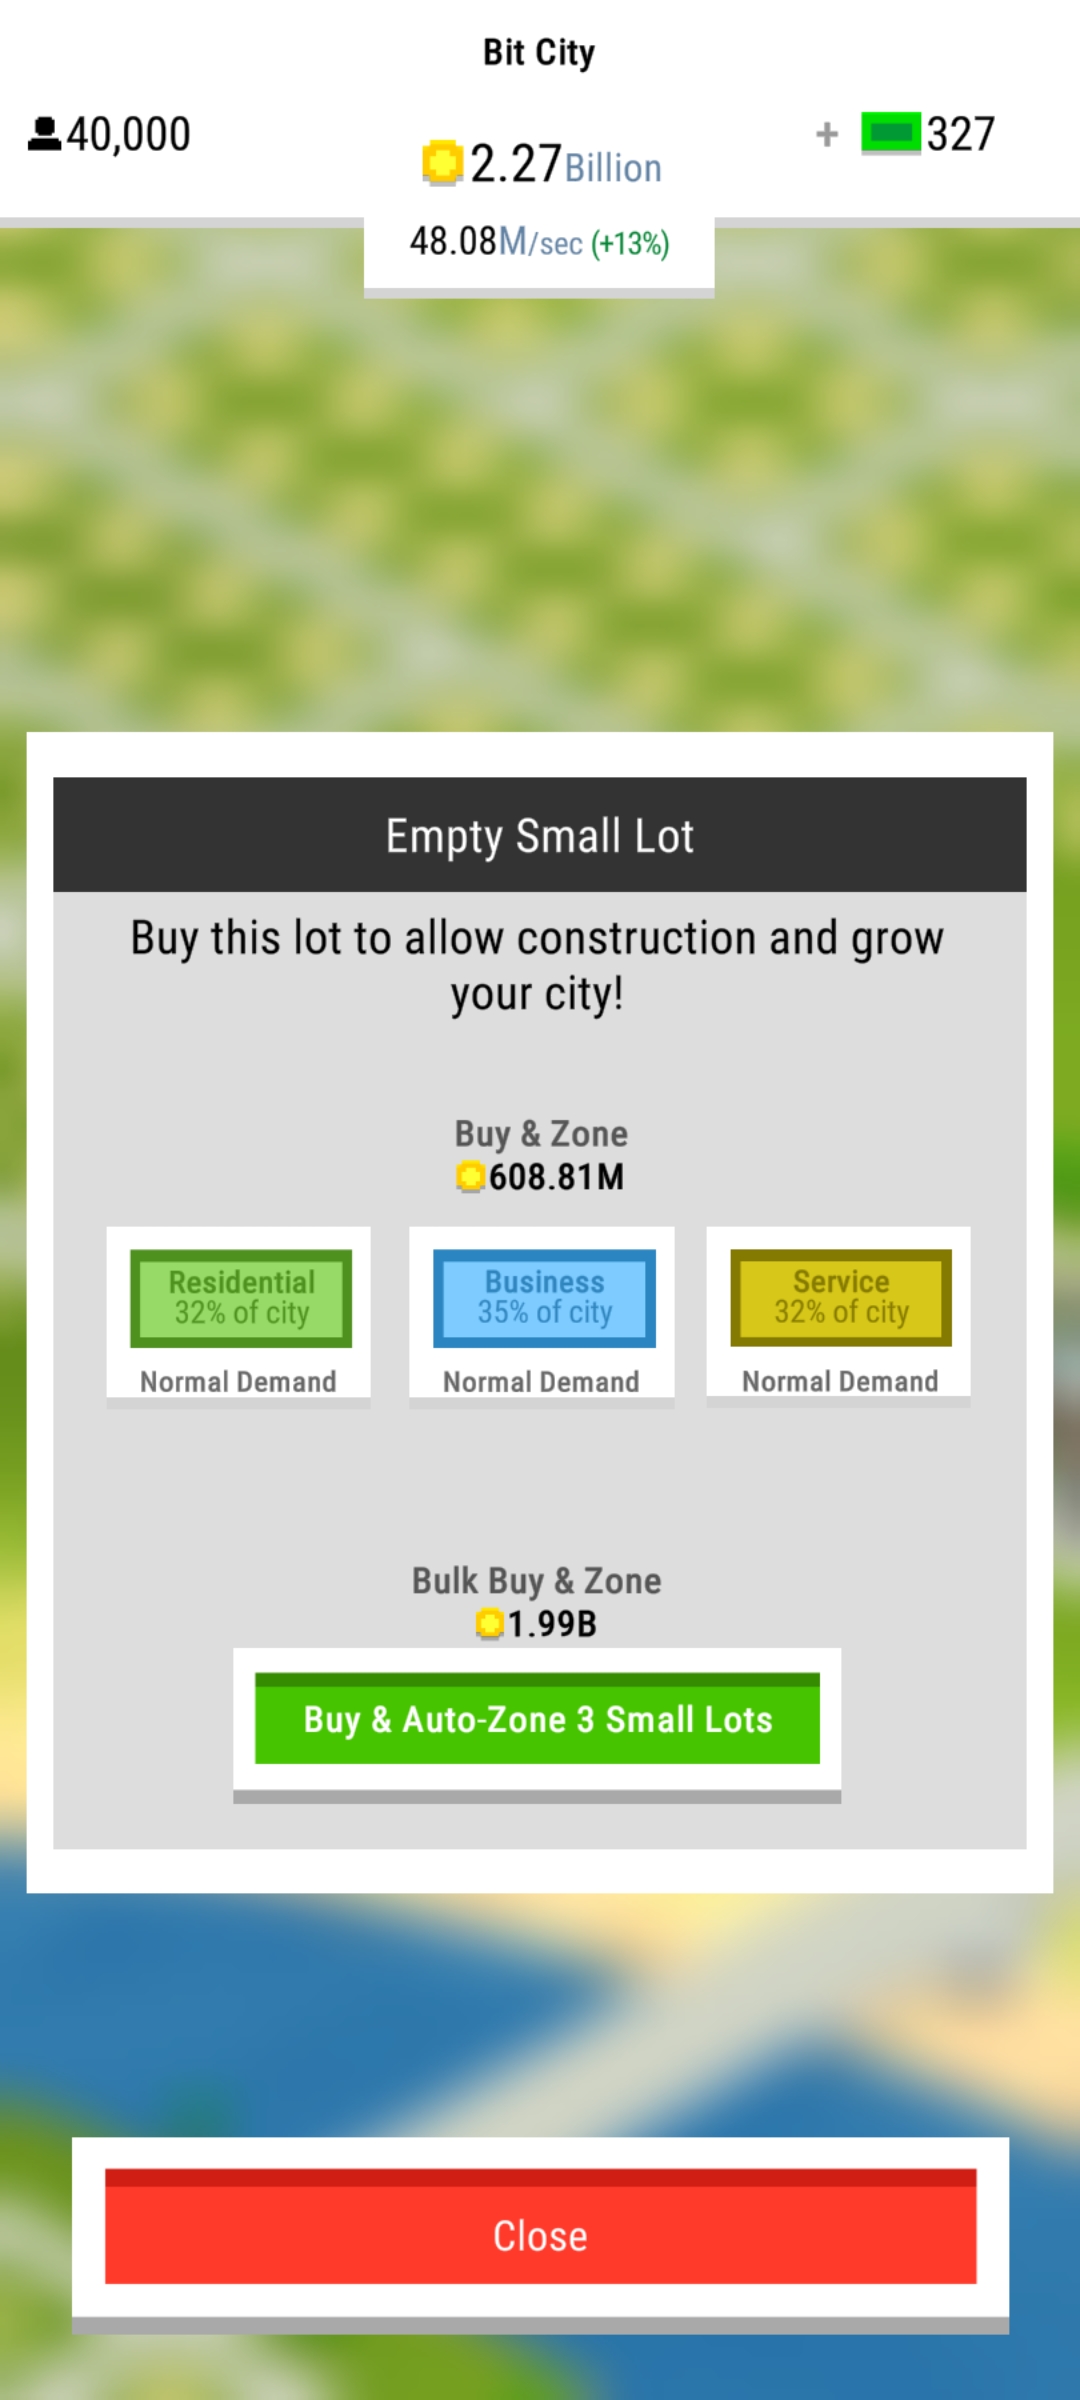 Bit City
40,000
2.27Billion
+ 327
48.08M/sec (+13%)
Empty Small Lot
Buy this lot to allow construction and grow
your city!
Buy & Zone
608.81M
Residential
32% of city
Normal Demand
Business
35% of city
Normal Demand
Service
32% of city
Normal Demand
Bulk Buy & Zone
1.99B
Buy & Auto-Zone 3 Small Lots
Close